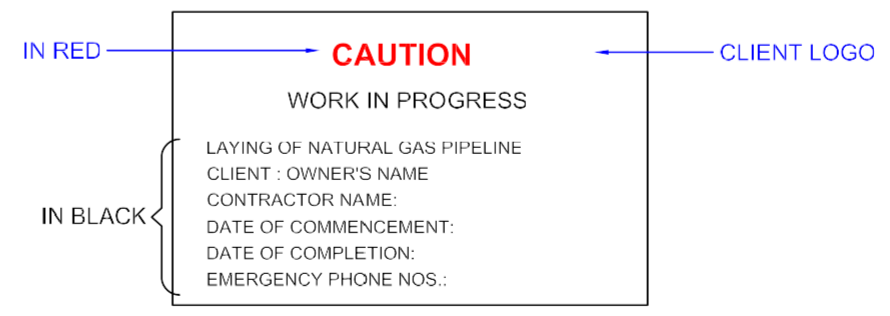 IN RED
CAUTION
CLIENT LOGO
WORK IN PROGRESS
LAYING OF NATURAL GAS PIPELINE
CLIENT : OWNER'S NAME
CONTRACTOR NAME:
DATE OF COMMENCEMENT:
IN BLACK
DATE OF COMPLETION:
EMERGENCY PHONE NOS.: